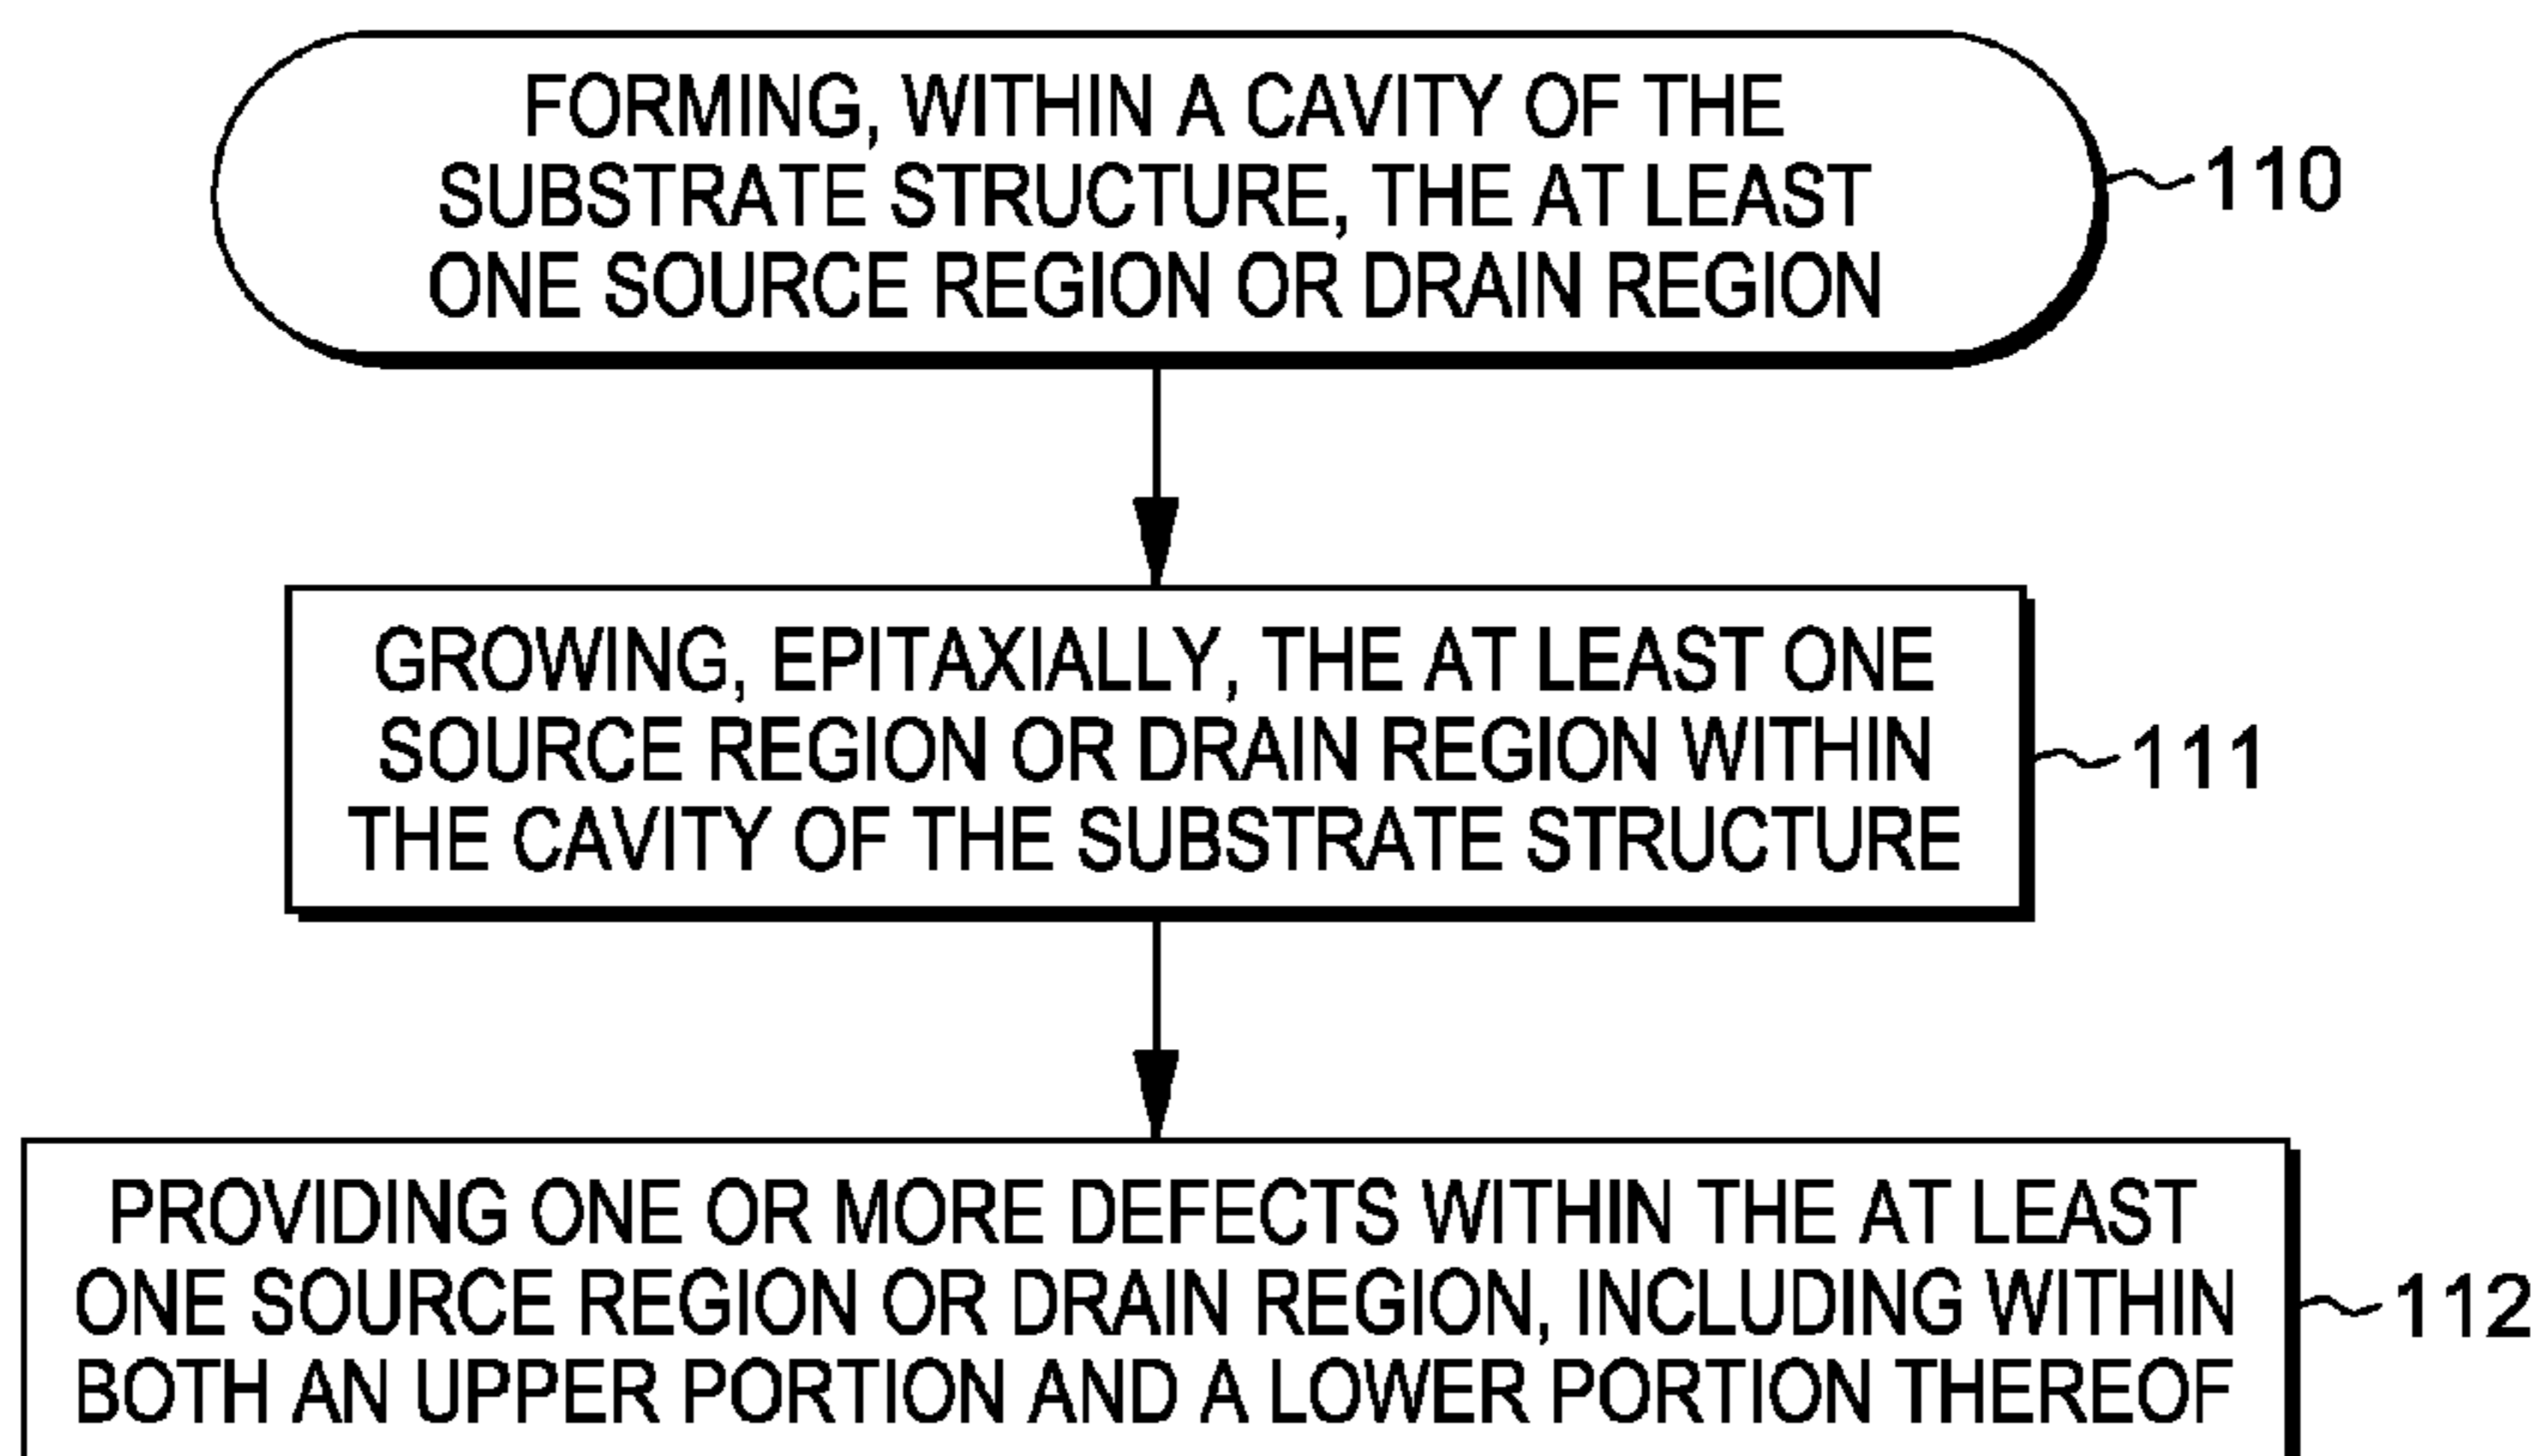 FORMING, WITHIN A CAVITY OF THE
SUBSTRATE STRUCTURE, THE AT LEAST
ONE SOURCE REGION OR DRAIN REGION
110
GROWING, EPITAXIALLY, THE AT LEAST ONE
SOURCE REGION OR DRAIN REGION WITHIN
THE CAVITY OF THE SUBSTRATE STRUCTURE
111
PROVIDING ONE OR MORE DEFECTS WITHIN THE AT LEAST
ONE SOURCE REGION OR DRAIN REGION, INCLUDING WITHIN
BOTH AN UPPER PORTION AND A LOWER PORTION THEREOF
112